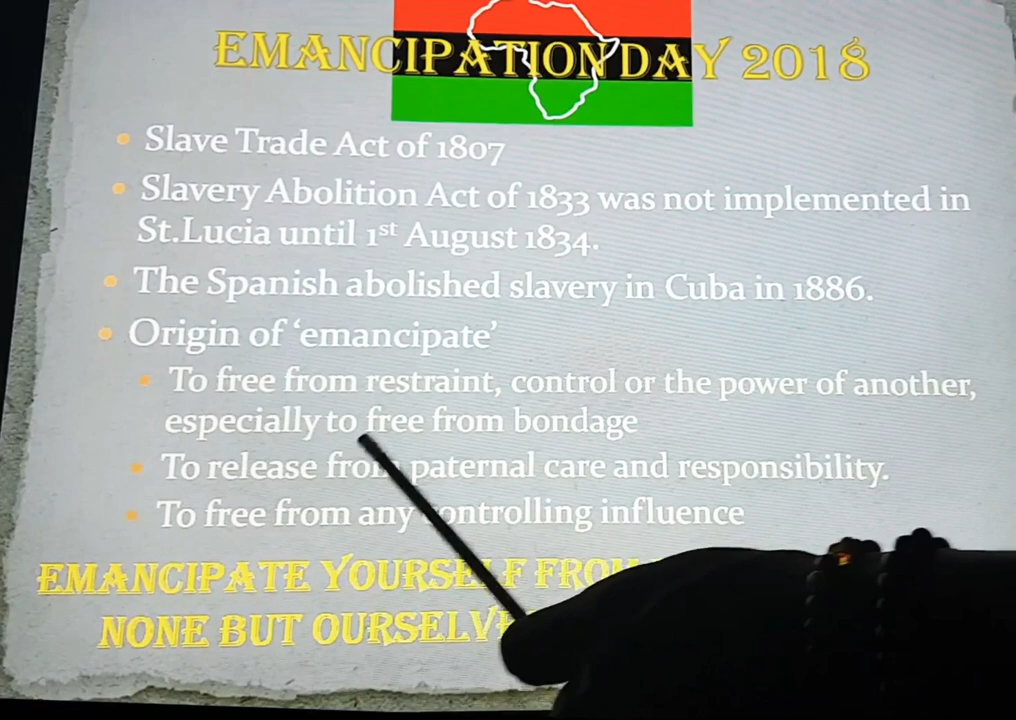 EMANCIPATION DAY 2018
• Slave Trade Act of 1807
• Slavery Abolition Act of 1833 was not implemented in
St.Lucia until 1st August 1834.
• The Spanish abolished slavery in Cuba in 1886.
• Origin of ‘emancipate’
• To free from restraint, control or the power of another,
especially to free from bondage
• To release from paternal care and responsibility.
• To free from any controlling influence
EMANCIPATE YOURSELF
NONE BUT